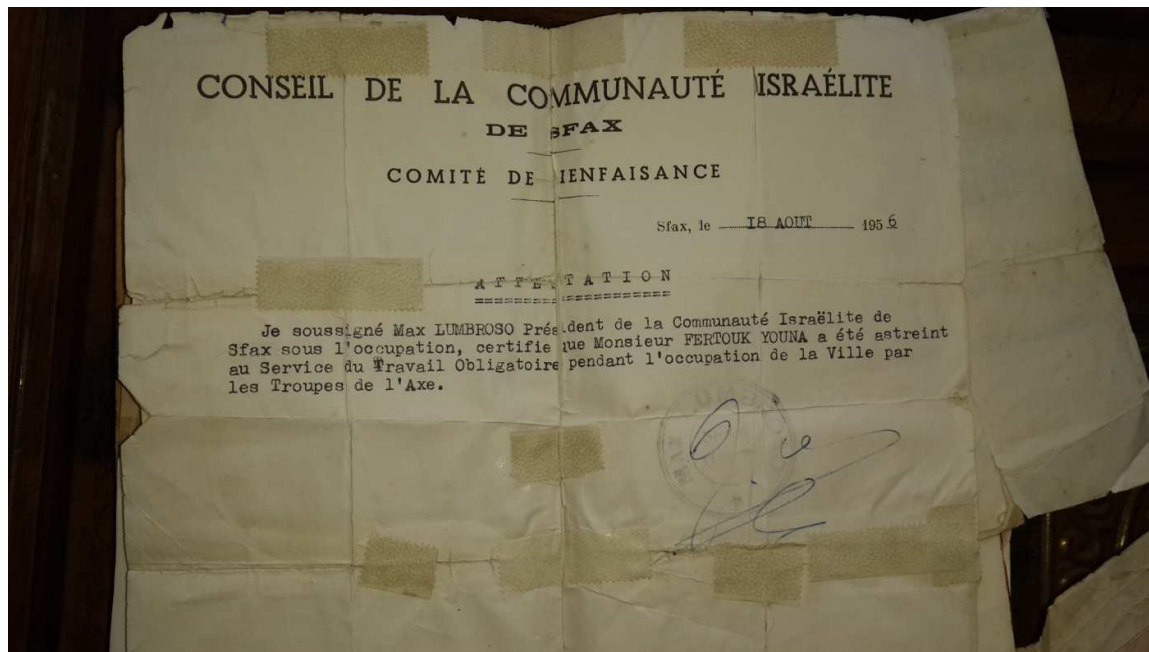 CONSEIL DE LA COMMUNAUTÉ ISRAÉLITE
DE SFAX
COMITÉ DE IENFAISANCE
Sfax, le 18 AOUT 1956
ATTESTATION
Je soussigné Max LUMBROSO Président de la Communauté Israëlite de
Sfax sous l'occupation, certifie que Monsieur FERTOUK YOUNA a été astreint
au Service du Travail Obligatoire pendant l'occupation de la Ville par
les Troupes de l'Axe.